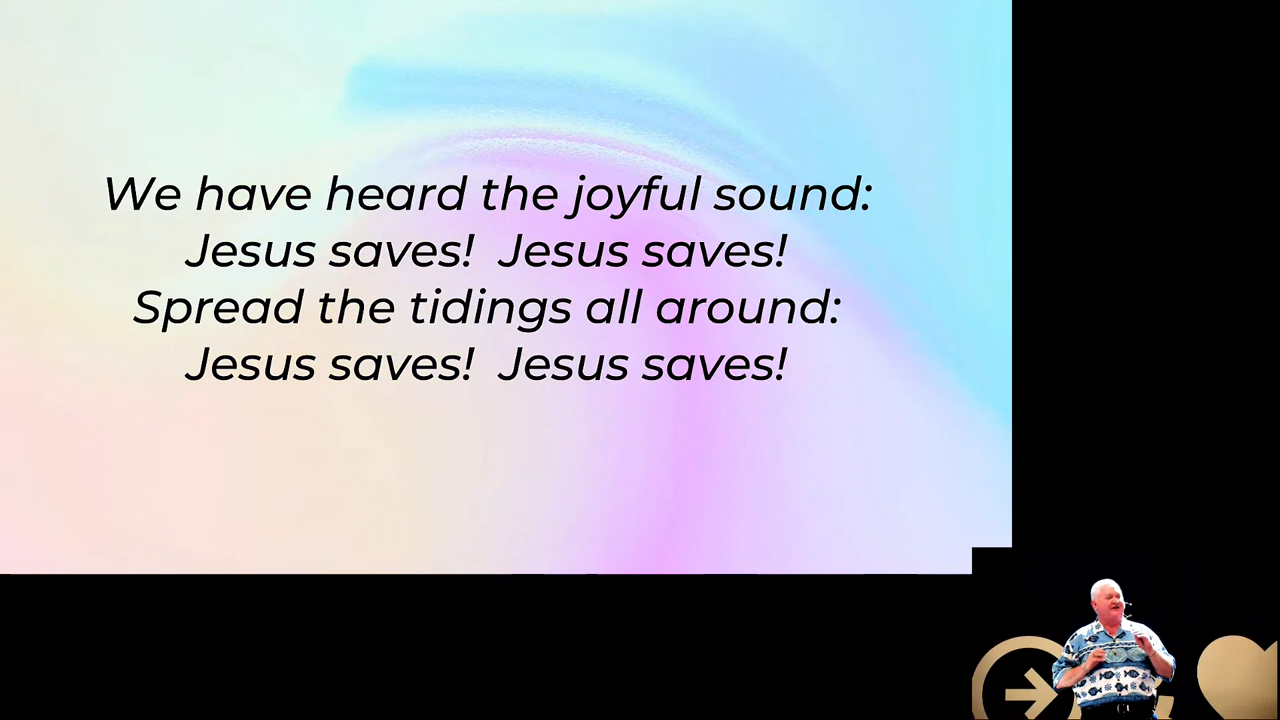 We have heard the joyful sound:
Jesus saves!  Jesus saves!
Spread the tidings all around:
Jesus saves!  Jesus saves!